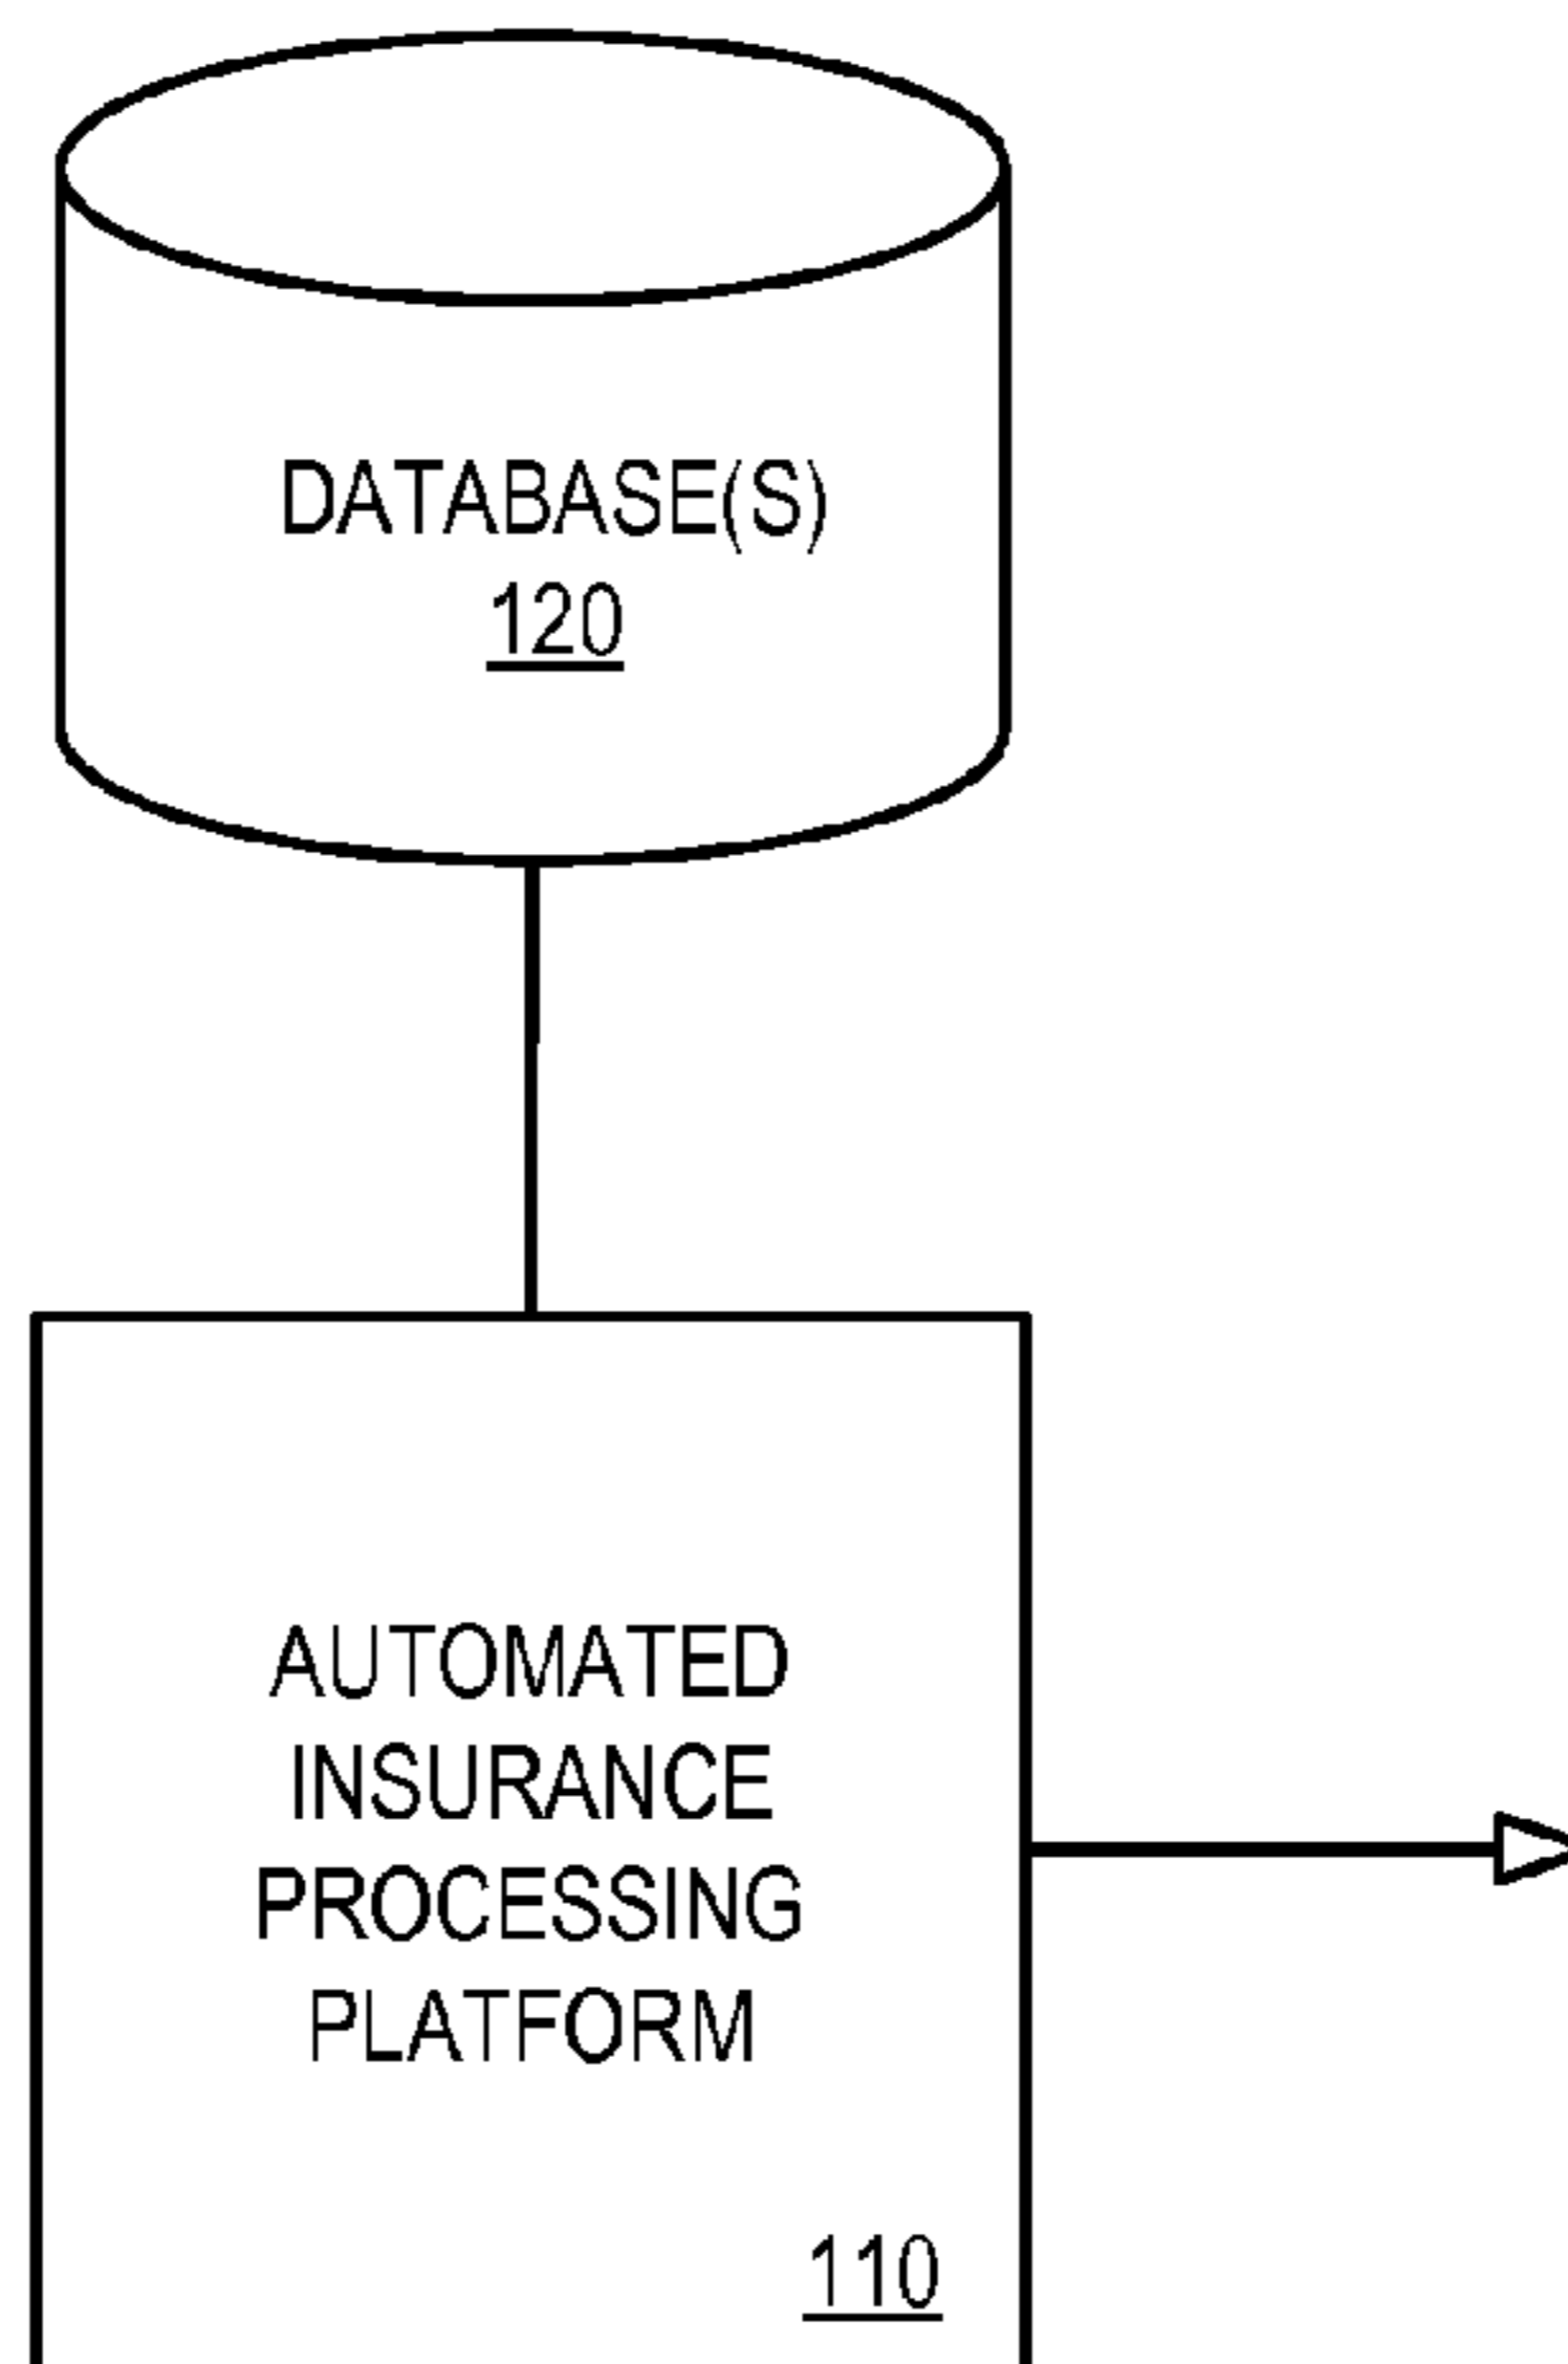 DATABASE(S)
120
AUTOMATED
INSURANCE
PROCESSING
PLATFORM
110